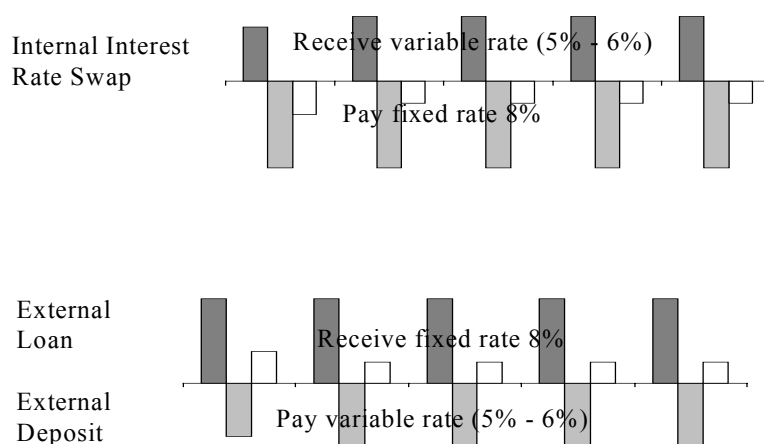 Internal Interest
Rate Swap
Receive variable rate (5% - 6%)
Pay fixed rate 8%
External
Loan
Receive fixed rate 8%
External
Deposit
Pay variable rate (5% - 6%)